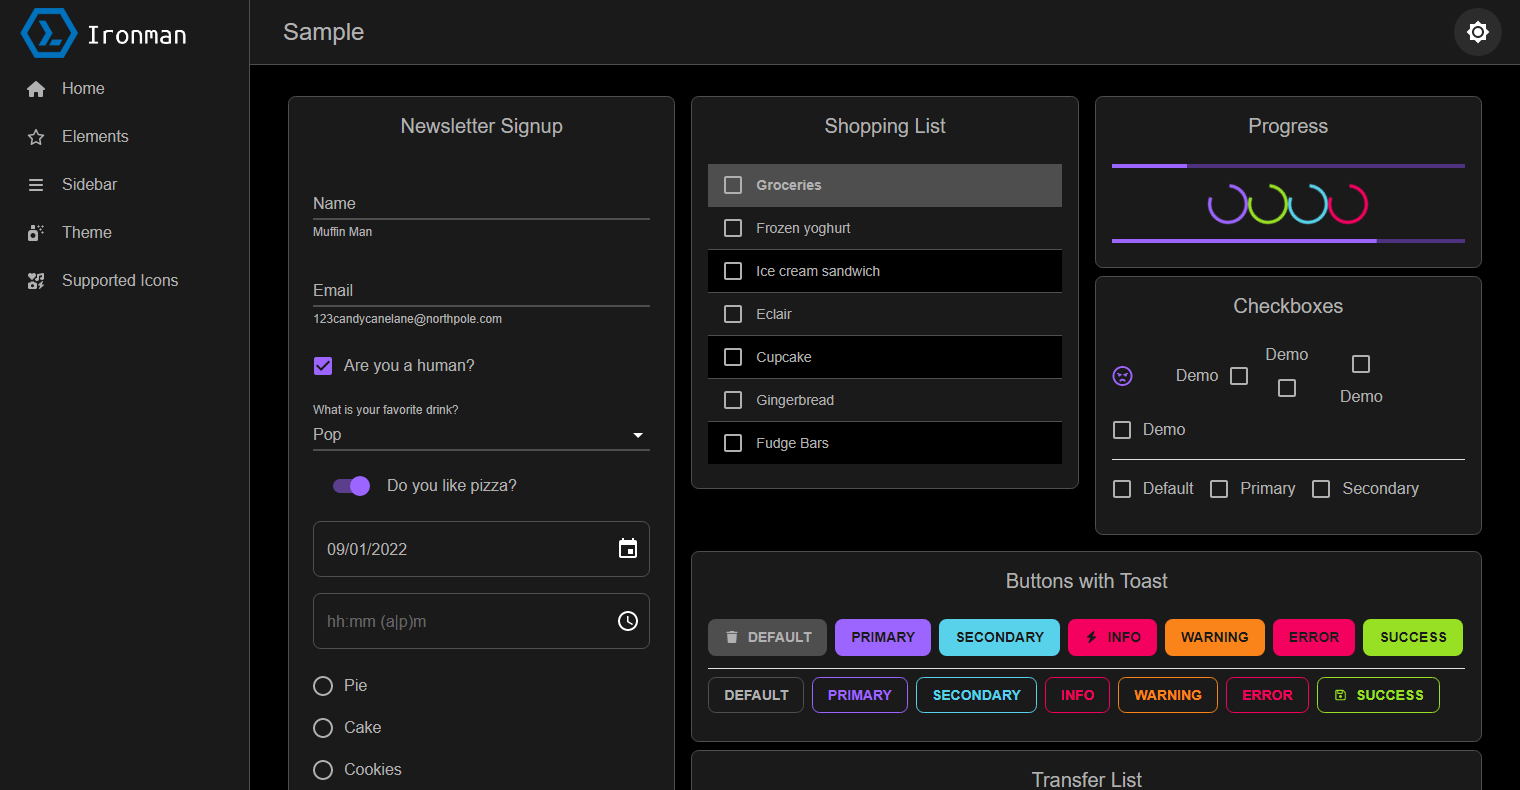 Ironman
Home
Elements
Sidebar
Theme
Supported Icons
Sample
Newsletter Signup
Name
Muffin Man
Email
123candycanelane@northpole.com
Are you a human?
What is your favorite drink?
Pop
Do you like pizza?
09/01/2022
hh:mm (a|p)m
Pie
Cake
Cookies
Shopping List
Groceries
Frozen yoghurt
Ice cream sandwich
Eclair
Cupcake
Gingerbread
Fudge Bars
Progress
Checkboxes
Demo
Demo
Demo
Demo
Default Primary Secondary
Buttons with Toast
DEFAULT PRIMARY SECONDARY INFO WARNING ERROR SUCCESS
DEFAULT PRIMARY SECONDARY INFO WARNING ERROR SUCCESS
Transfer List